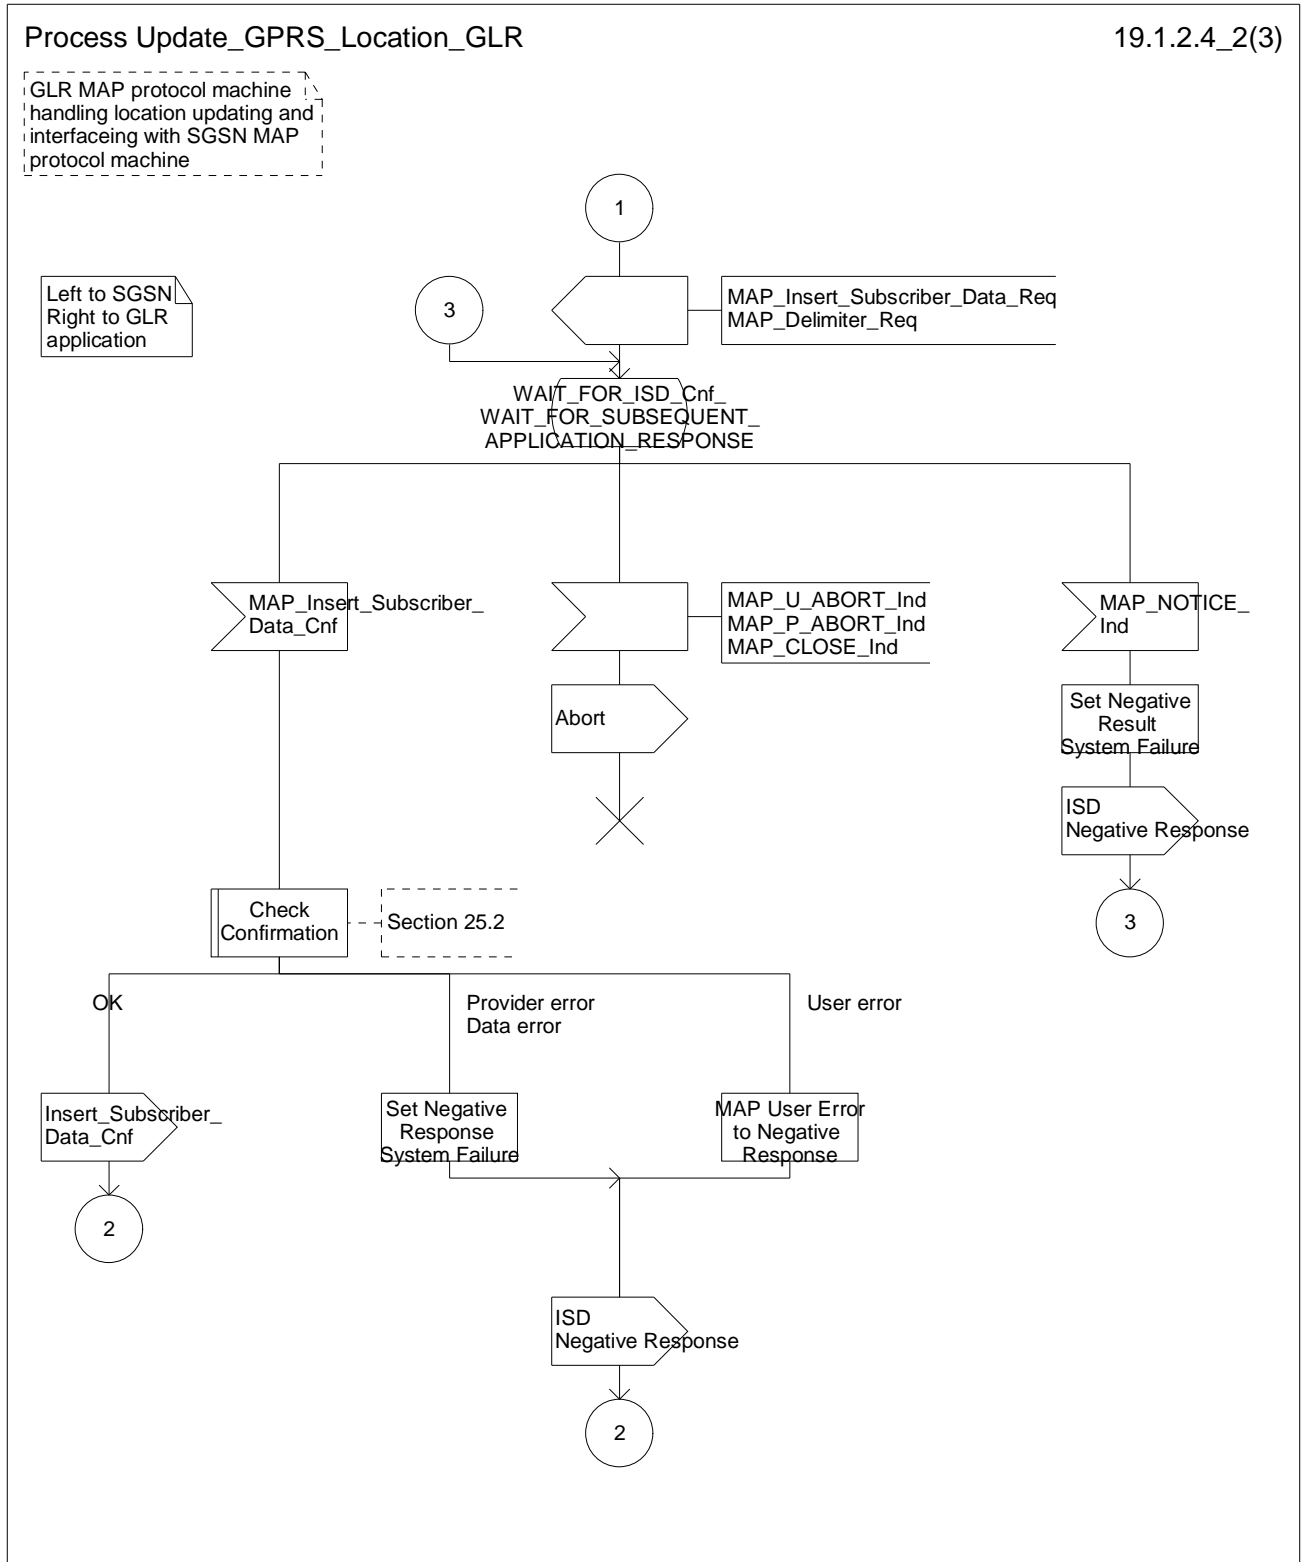 Process Update_GPRS_Location_GLR
19.1.2.4_2(3)
GLR MAP protocol machine
handling location updating and
interfaceing with SGSN MAP
protocol machine
1
Left to SGSN
Right to GLR
application
3
MAP_Insert_Subscriber_Data_Req
MAP_Delimiter_Req
WAIT_FOR_ISD_Cnf_
WAIT_FOR_SUBSEQUENT_
APPLICATION_RESPONSE
MAP_Insert_Subscriber_
Data_Cnf
MAP_U_ABORT_Ind
MAP_P_ABORT_Ind
MAP_CLOSE_Ind
MAP_NOTICE_
Ind
Abort
Set Negative
Result
System Failure
ISD
Negative Response
3
Check
Confirmation
Section 25.2
OK
Provider error
Data error
User error
Insert_Subscriber_
Data_Cnf
Set Negative
Response
System Failure
MAP User Error
to Negative
Response
2
ISD
Negative Response
2